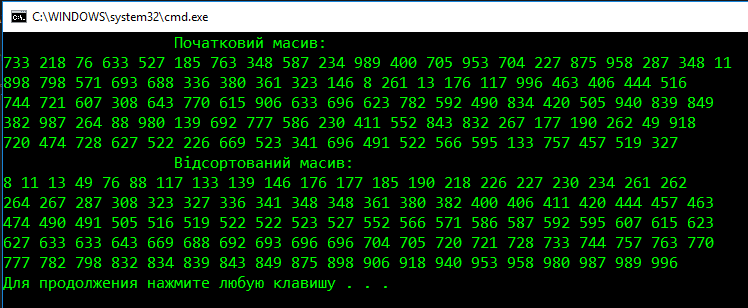 C:\WINDOWS\system32\cmd.exe
Початковий масив:
733 218 76 633 527 185 763 348 587 234 989 400 705 953 704 227 875 958 287 348 11
898 798 571 693 688 336 380 361 323 146 8 261 13 176 117 996 463 406 444 516
744 721 607 308 643 770 615 906 633 696 623 782 592 490 834 420 505 940 839 849
382 987 264 88 980 139 692 777 586 230 411 552 843 832 267 177 190 262 49 918
720 474 728 627 522 226 669 523 341 696 491 522 566 595 133 757 457 519 327
Відсортований масив:
8 11 13 49 76 88 117 133 139 146 176 177 185 190 218 226 227 230 234 261 262
264 267 287 308 323 327 336 341 348 348 361 380 382 400 406 411 420 444 457 463
474 490 491 505 516 519 522 522 523 527 552 566 571 586 587 592 595 607 615 623
627 633 633 643 669 688 692 693 696 696 704 705 720 721 728 733 744 757 763 770
777 782 798 832 834 839 843 849 875 898 906 918 940 953 958 980 987 989 996
Для продолжения нажмите любую клавишу . . .